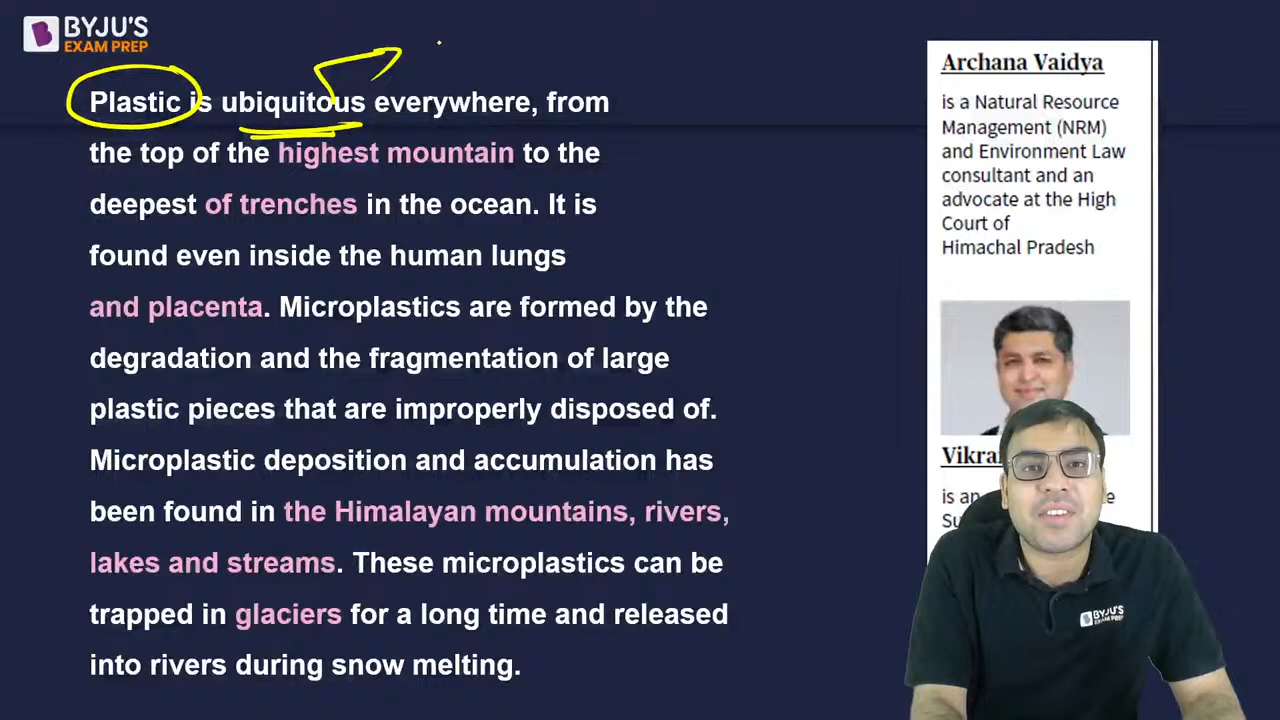 BYJU'S
EXAM PREP
Plastic is ubiquitous everywhere, from
the top of the highest mountain to the
deepest of trenches in the ocean. It is
found even inside the human lungs
and placenta. Microplastics are formed by the
degradation and the fragmentation of large
plastic pieces that are improperly disposed of.
Microplastic deposition and accumulation has
been found in the Himalayan mountains, rivers,
lakes and streams. These microplastics can be
trapped in glaciers for a long time and released
into rivers during snow melting.
Archana Vaidya
is a Natural Resource
Management (NRM)
and Environment Law
consultant and an
advocate at the High
Court of
Himachal Pradesh
is an
BYJU'S
EXAM PREP